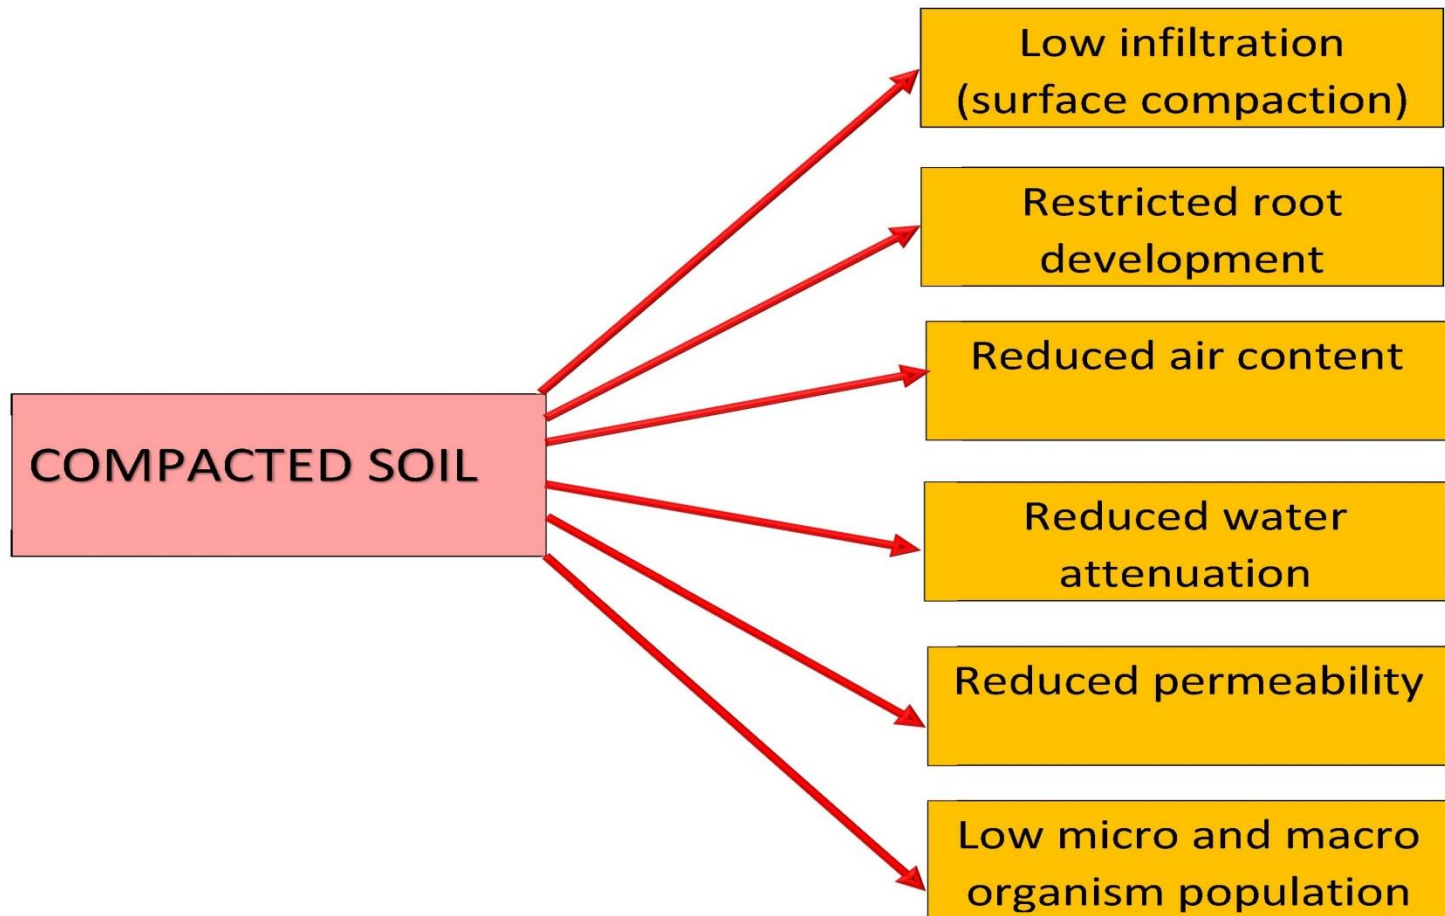 Low infiltration
(surface compaction)
Restricted root
development
Reduced air content
COMPACTED SOIL
Reduced water
attenuation
Reduced permeability
Low micro and macro
organism population